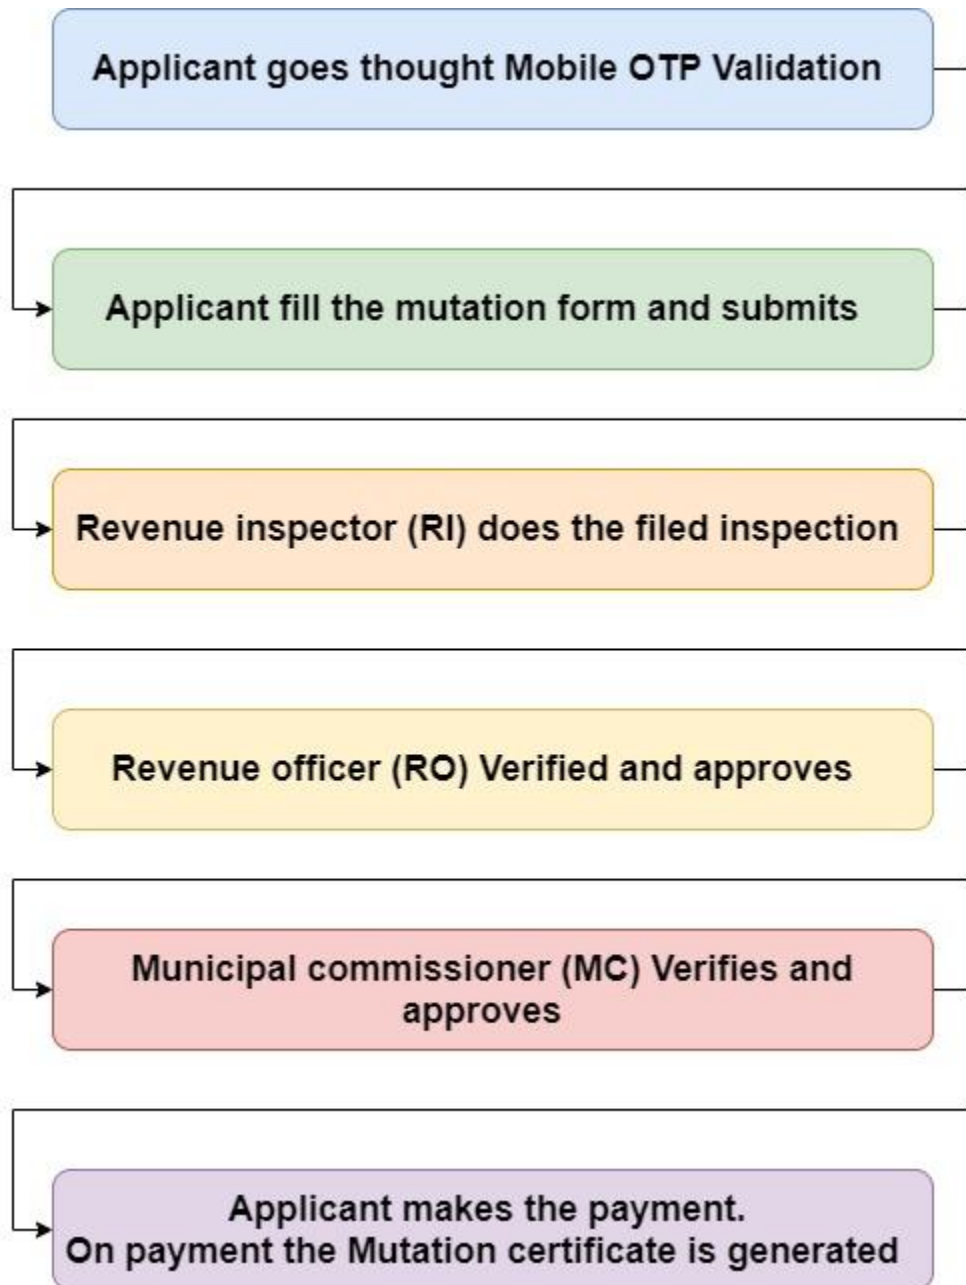 Applicant goes thought Mobile OTP Validation
Applicant fill the mutation form and submits
Revenue inspector (RI) does the filed inspection
Revenue officer (RO) Verified and approves
Municipal commissioner (MC) Verifies and
approves
Applicant makes the payment.
On payment the Mutation certificate is generated